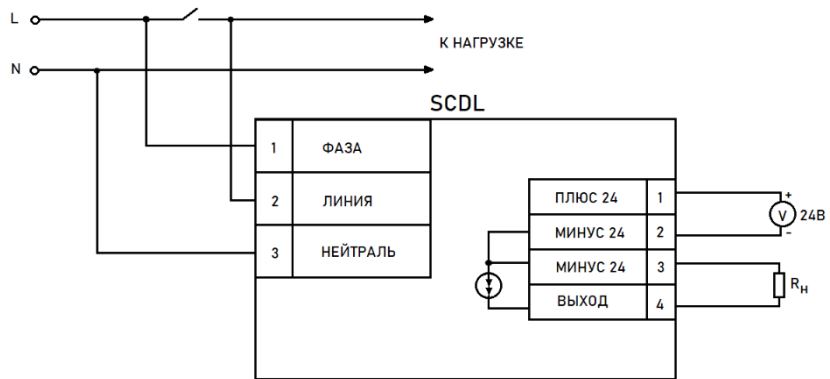 L
К НАГРУЗКЕ
N
SCDL
1 ФАЗА
2 ЛИНИЯ
3 НЕЙТРАЛЬ
ПЛЮС 24 1
МИНУС 24 2
МИНУС 24 3
ВЫХОД 4
+
V 24В
-
Rн